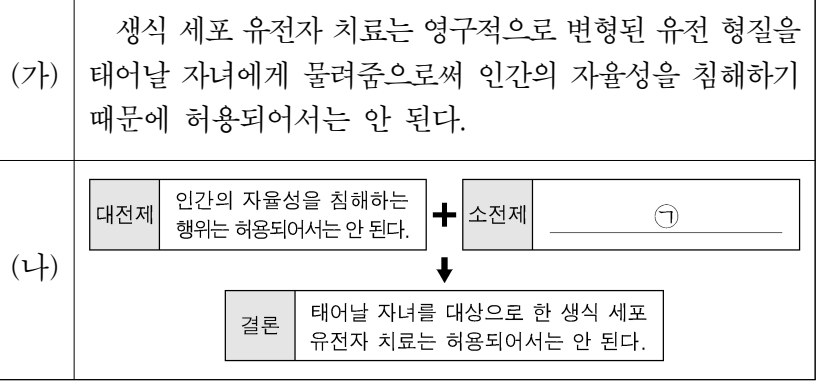 (가)
생식 세포 유전자 치료는 영구적으로 변형된 유전 형질을
태어날 자녀에게 물려줌으로써 인간의 자율성을 침해하기
때문에 허용되어서는 안 된다.
(나)
대전제
인간의 자율성을 침해하는
행위는 허용되어서는 안 된다.
+
소전제
㉠
결론
태어날 자녀를 대상으로 한 생식 세포
유전자 치료는 허용되어서는 안 된다.